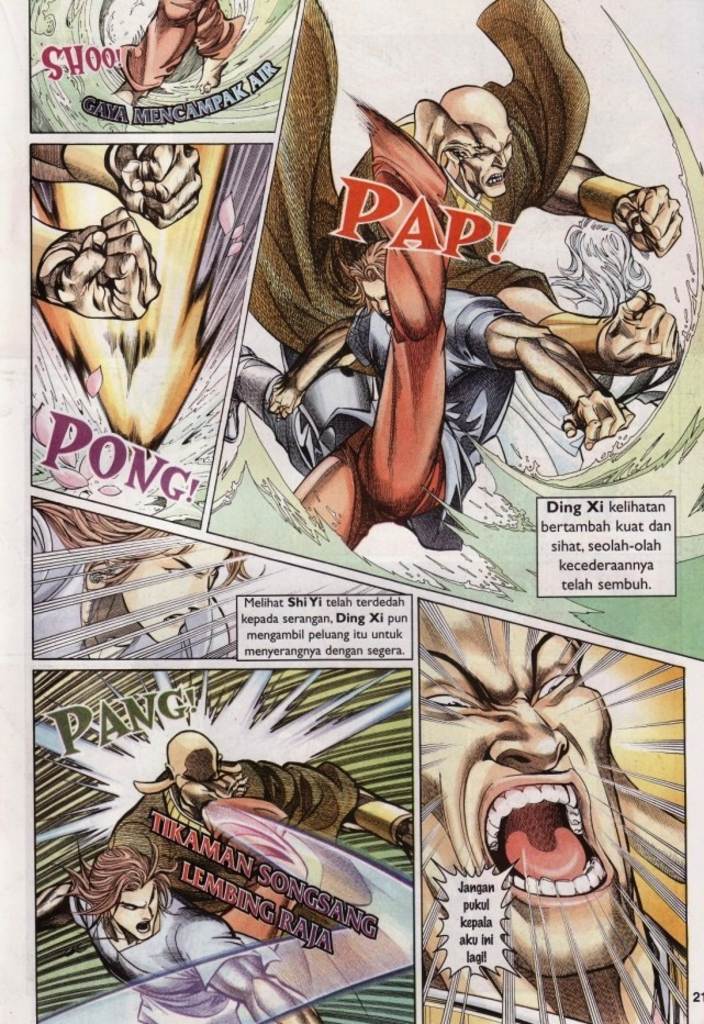 SHOO!
GAYA MENCAMPAK AIR
PAP!
PONG!
Ding Xi kelihatan
bertambah kuat dan
sihat, seolah-olah
kecederaannya
telah sembuh.
Melihat Shi Yi telah terdedah
kepada serangan, Ding Xi pun
mengambil peluang itu untuk
menyerangnya dengan segera.
PANG!
TIKAMAN SONGSANG
LEMBING RAJA
Jangan
pukul
kepala
aku ini
lagi!
21